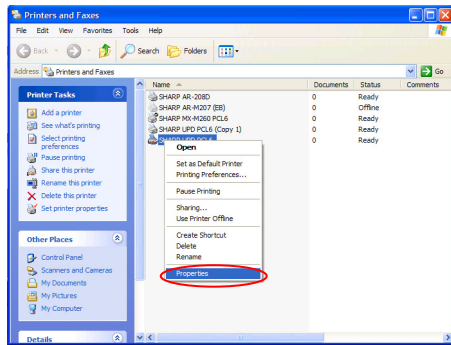 Printers and Faxes
File Edit View Favorites Tools Help
Back Search Folders
Address Printers and Faxes Go
Name Documents Status Comments
SHARP AR-208D 0 Ready
SHARP AR-M207 (EB) 0 Offline
SHARP MX-M260 PCL6 0 Ready
SHARP UPD PCL6 (Copy 1) 0 Ready
SHARP UPD PCL6 0 Ready
Printer Tasks
Add a printer
See what's printing
Select printing
preferences
Pause printing
Share this printer
Rename this printer
Delete this printer
Set printer properties
Other Places
Control Panel
Scanners and Cameras
My Documents
My Pictures
My Computer
Details
Open
Set as Default Printer
Printing Preferences...
Pause Printing
Sharing...
Use Printer Offline
Create Shortcut
Delete
Rename
Properties